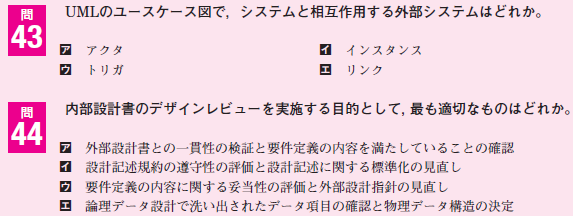 問
43
UMLのユースケース図で，システムと相互作用する外部システムはどれか。
ア アクタ イ インスタンス
ウ トリガ エ リンク
問
44
内部設計書のデザインレビューを実施する目的として，最も適切なものはどれか。
ア 外部設計書との一貫性の検証と要件定義の内容を満たしていることの確認
イ 設計記述規約の遵守性の評価と設計記述に関する標準化の見直し
ウ 要件定義の内容に関する妥当性の評価と外部設計指針の見直し
エ 論理データ設計で洗い出されたデータ項目の確認と物理データ構造の決定